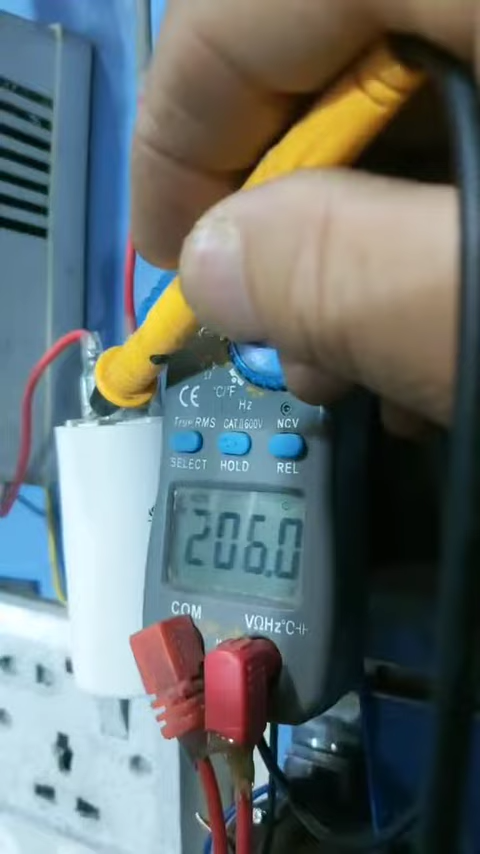 CE
°C/F
Hz
True RMS CAT II 600V NCV
SELECT HOLD REL
206.0
COM VΩHz°C